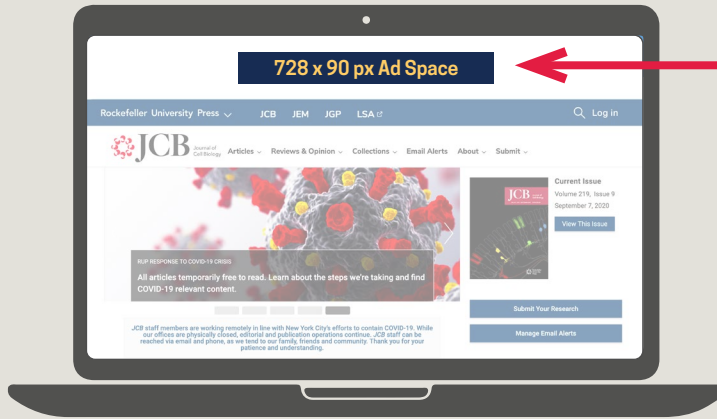 728 x 90 px Ad Space
Rockefeller University Press JCB JEM JGP LSA Log in
JCB Journal of
Cell Biology
Articles Reviews & Opinion Collections Email Alerts About Submit
RUP RESPONSE TO COVID-19 CRISIS
All articles temporarily free to read. Learn about the steps we're taking and find
COVID-19 relevant content.
JCB staff members are working remotely in line with New York City's efforts to contain COVID-19. While
our offices are physically closed, editorial and publication operations continue. JCB staff can be
reached via email and phone, as we tend to our family, friends and community. Thank you for your
patience and understanding.
JCB
Current Issue
Volume 219, Issue 9
September 7, 2020
View This Issue
Submit Your Research
Manage Email Alerts